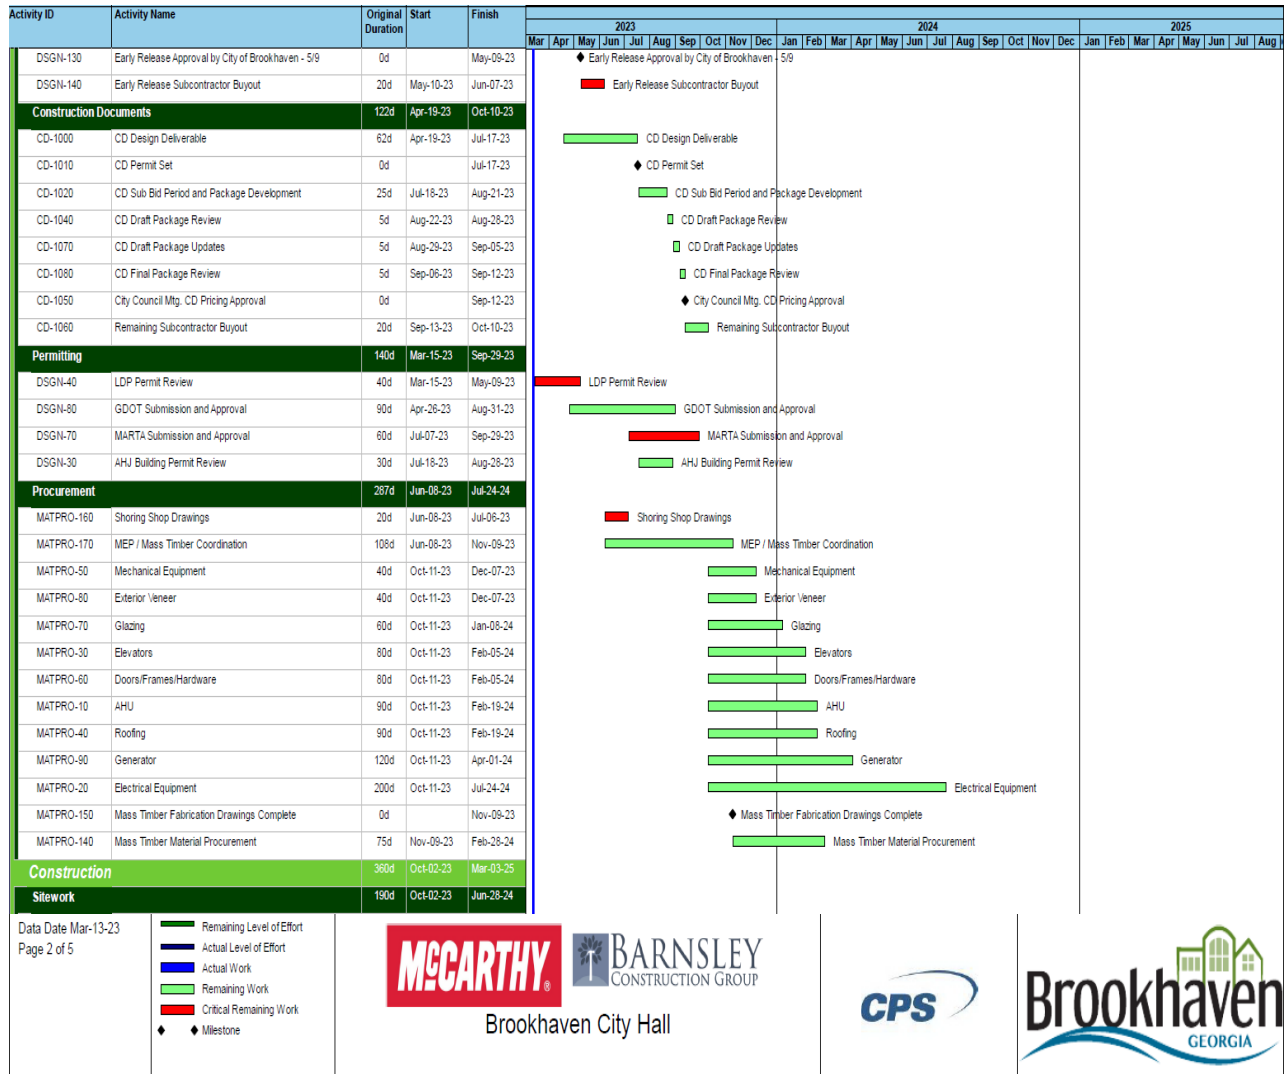 Activity ID Activity Name Original Duration Start Finish
2023 2024 2025
Mar Apr May Jun Jul Aug Sep Oct Nov Dec Jan Feb Mar Apr May Jun Jul Aug Sep Oct Nov Dec Jan Feb Mar Apr May Jun Jul Aug
DSGN-130 Early Release Approval by City of Brookhaven - 5/9 0d May-09-23 Early Release Approval by City of Brookhaven - 5/9
DSGN-140 Early Release Subcontractor Buyout 20d May-10-23 Jun-07-23 Early Release Subcontractor Buyout
Construction Documents 122d Apr-19-23 Oct-10-23
CD-1000 CD Design Deliverable 62d Apr-19-23 Jul-17-23 CD Design Deliverable
CD-1010 CD Permit Set 0d Jul-17-23 CD Permit Set
CD-1020 CD Sub Bid Period and Package Development 25d Jul-18-23 Aug-21-23 CD Sub Bid Period and Package Development
CD-1040 CD Draft Package Review 5d Aug-22-23 Aug-28-23 CD Draft Package Review
CD-1070 CD Draft Package Updates 5d Aug-29-23 Sep-05-23 CD Draft Package Updates
CD-1080 CD Final Package Review 5d Sep-06-23 Sep-12-23 CD Final Package Review
CD-1050 City Council Mtg. CD Pricing Approval 0d Sep-12-23 City Council Mtg. CD Pricing Approval
CD-1060 Remaining Subcontractor Buyout 20d Sep-13-23 Oct-10-23 Remaining Subcontractor Buyout
Permitting 140d Mar-15-23 Sep-29-23
DSGN-40 LDP Permit Review 40d Mar-15-23 May-09-23 LDP Permit Review
DSGN-80 GDOT Submission and Approval 90d Apr-26-23 Aug-31-23 GDOT Submission and Approval
DSGN-70 MARTA Submission and Approval 60d Jul-07-23 Sep-29-23 MARTA Submission and Approval
DSGN-30 AHJ Building Permit Review 30d Jul-18-23 Aug-28-23 AHJ Building Permit Review
Procurement 287d Jun-08-23 Jul-24-24
MATPRO-160 Shoring Shop Drawings 20d Jun-08-23 Jul-06-23 Shoring Shop Drawings
MATPRO-170 MEP / Mass Timber Coordination 108d Jun-08-23 Nov-09-23 MEP / Mass Timber Coordination
MATPRO-50 Mechanical Equipment 40d Oct-11-23 Dec-07-23 Mechanical Equipment
MATPRO-80 Exterior Veneer 40d Oct-11-23 Dec-07-23 Exterior Veneer
MATPRO-70 Glazing 60d Oct-11-23 Jan-08-24 Glazing
MATPRO-30 Elevators 80d Oct-11-23 Feb-05-24 Elevators
MATPRO-60 Doors/Frames/Hardware 80d Oct-11-23 Feb-05-24 Doors/Frames/Hardware
MATPRO-10 AHU 90d Oct-11-23 Feb-19-24 AHU
MATPRO-40 Roofing 90d Oct-11-23 Feb-19-24 Roofing
MATPRO-90 Generator 120d Oct-11-23 Apr-01-24 Generator
MATPRO-20 Electrical Equipment 200d Oct-11-23 Jul-24-24 Electrical Equipment
MATPRO-150 Mass Timber Fabrication Drawings Complete 0d Nov-09-23 Mass Timber Fabrication Drawings Complete
MATPRO-140 Mass Timber Material Procurement 75d Nov-09-23 Feb-28-24 Mass Timber Material Procurement
Construction 360d Oct-02-23 Mar-03-25
Sitework 190d Oct-02-23 Jun-28-24
Data Date Mar-13-23
Page 2 of 5
Remaining Level of Effort
Actual Level of Effort
Actual Work
Remaining Work
Critical Remaining Work
Milestone
McCARTHY®
BARNSLEY
CONSTRUCTION GROUP
Brookhaven City Hall
CPS
Brookhaven
GEORGIA